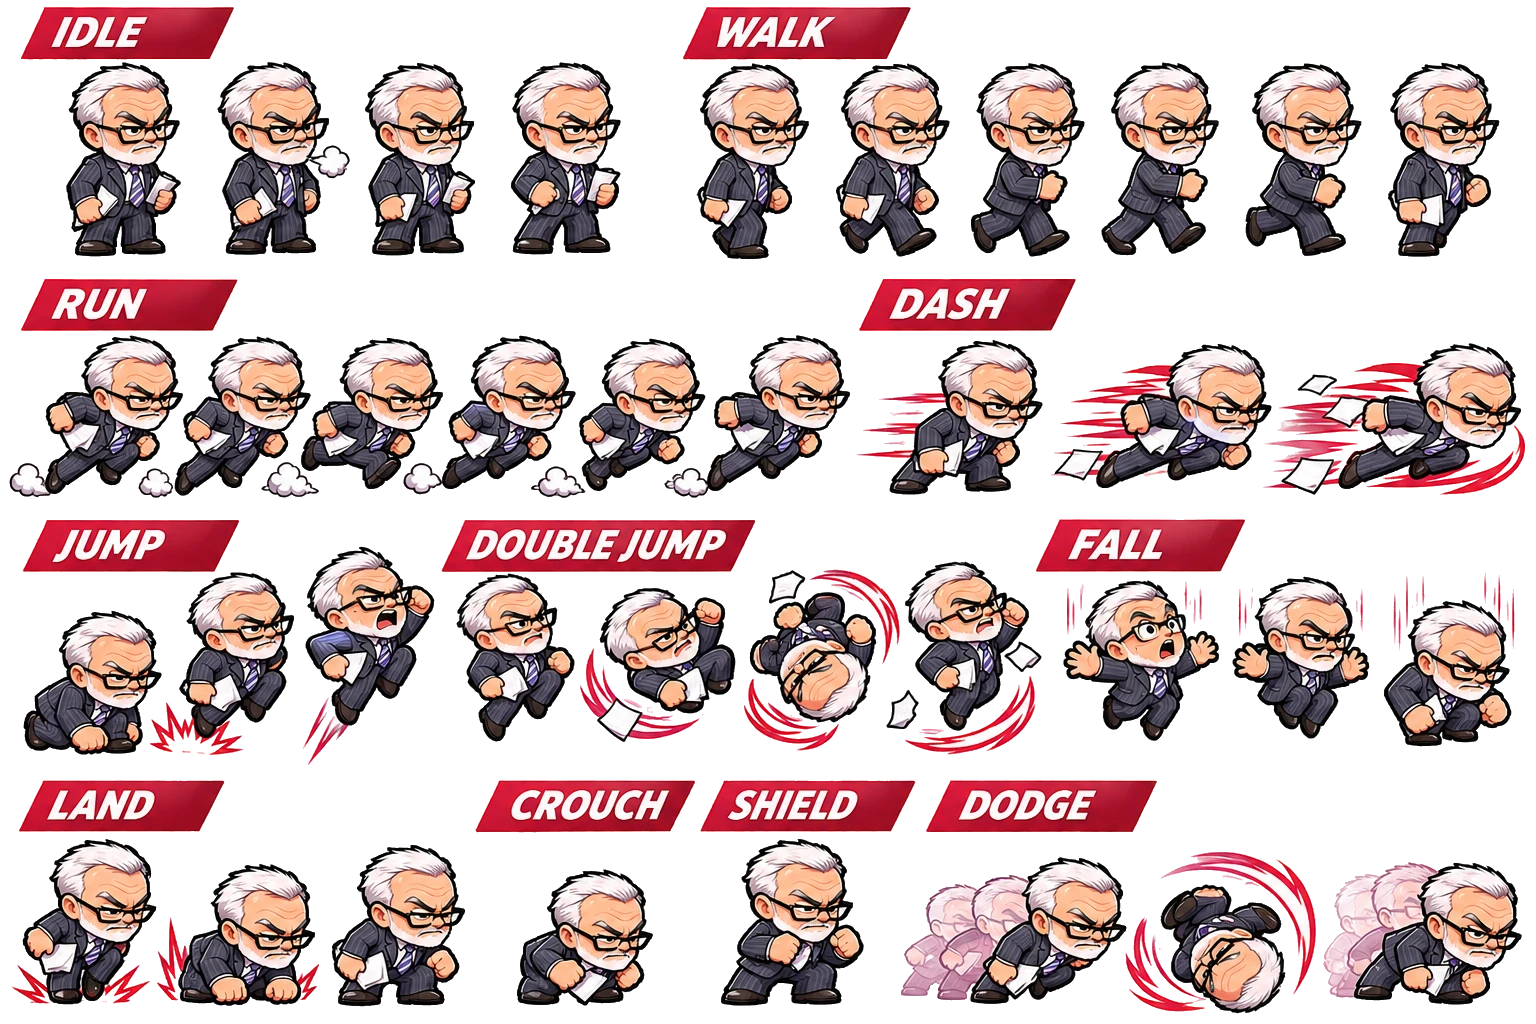 IDLE
WALK
RUN
DASH
JUMP
DOUBLE JUMP
FALL
LAND
CROUCH
SHIELD
DODGE